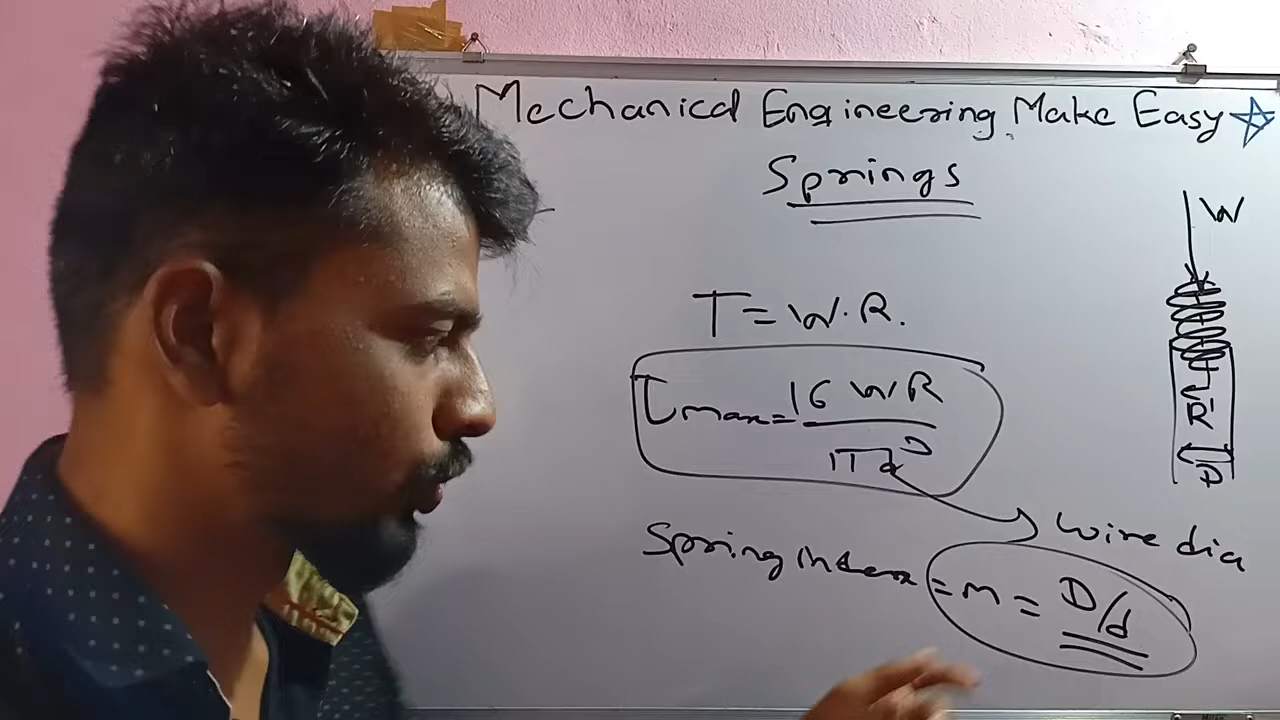 Mechanical Engineering Make Easy
Springs
W
T = W.R.
τmax = 16 WR / πd³
R
D
wire dia
Spring index = m = D/d